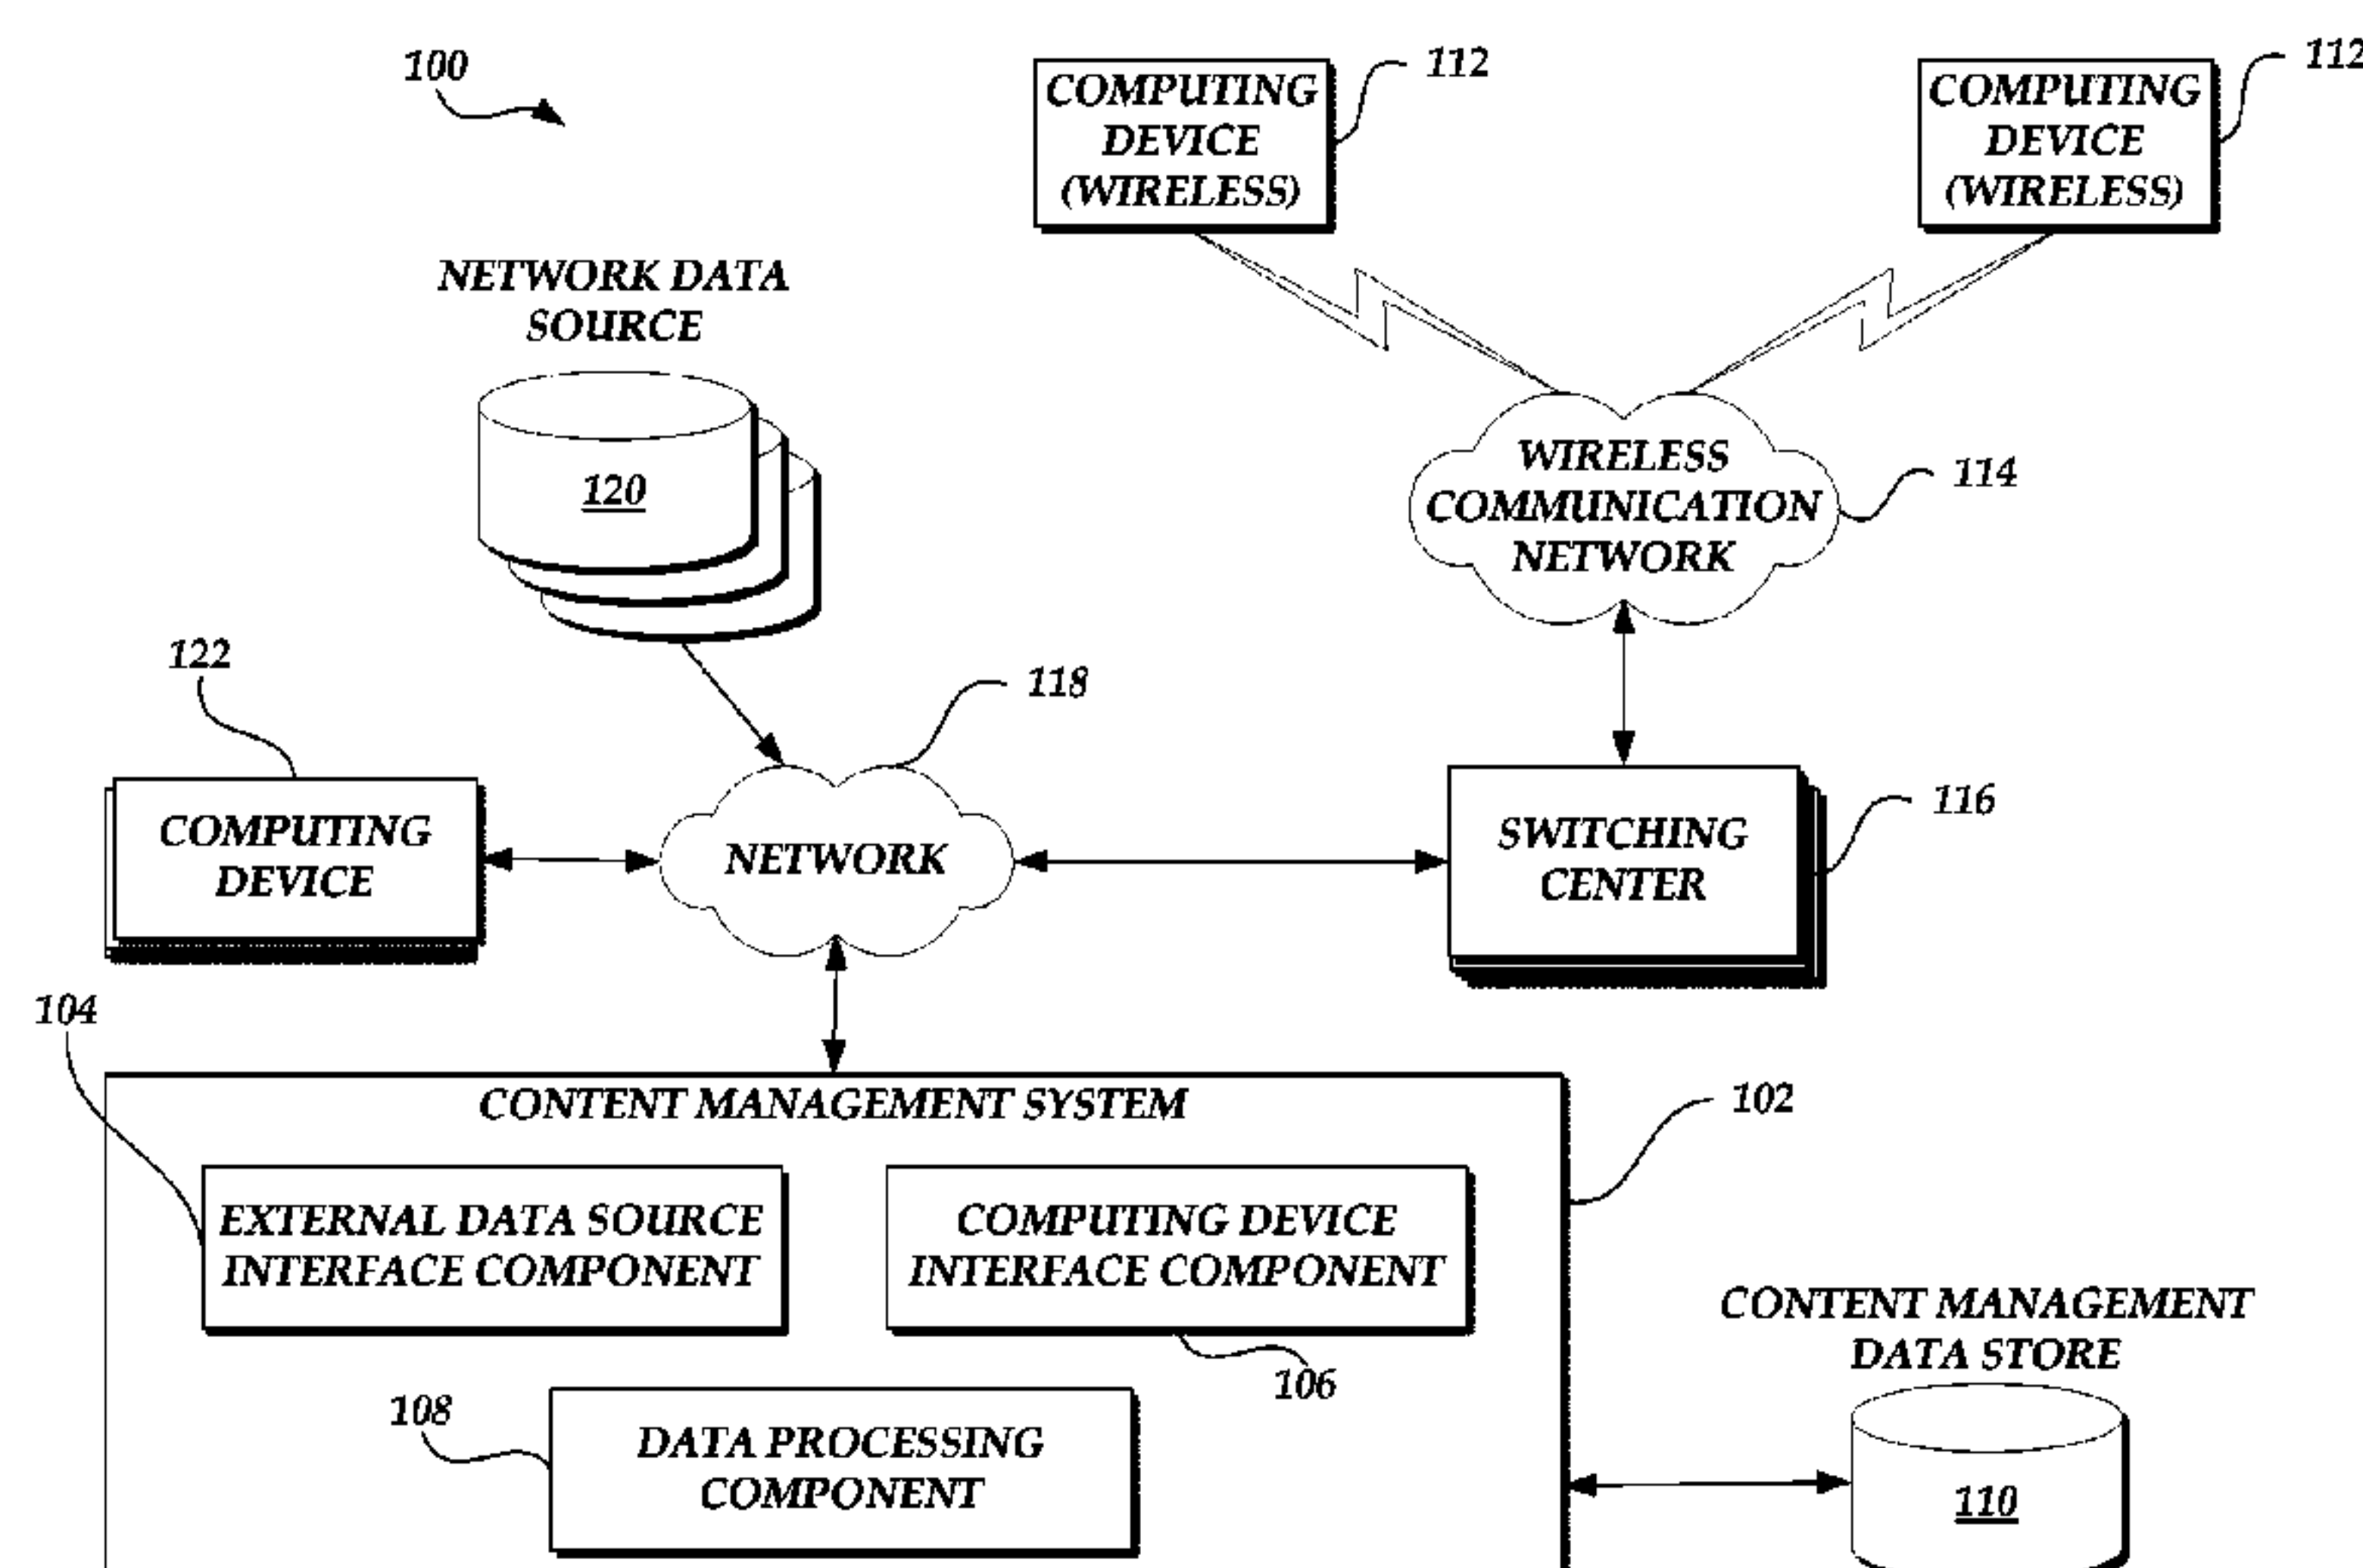 100
112
112
COMPUTING
DEVICE
(WIRELESS)
COMPUTING
DEVICE
(WIRELESS)
NETWORK DATA
SOURCE
120
WIRELESS
COMMUNICATION
NETWORK
114
122
118
COMPUTING
DEVICE
NETWORK
SWITCHING
CENTER
116
104
CONTENT MANAGEMENT SYSTEM
102
EXTERNAL DATA SOURCE
INTERFACE COMPONENT
COMPUTING DEVICE
INTERFACE COMPONENT
106
CONTENT MANAGEMENT
DATA STORE
108
DATA PROCESSING
COMPONENT
110